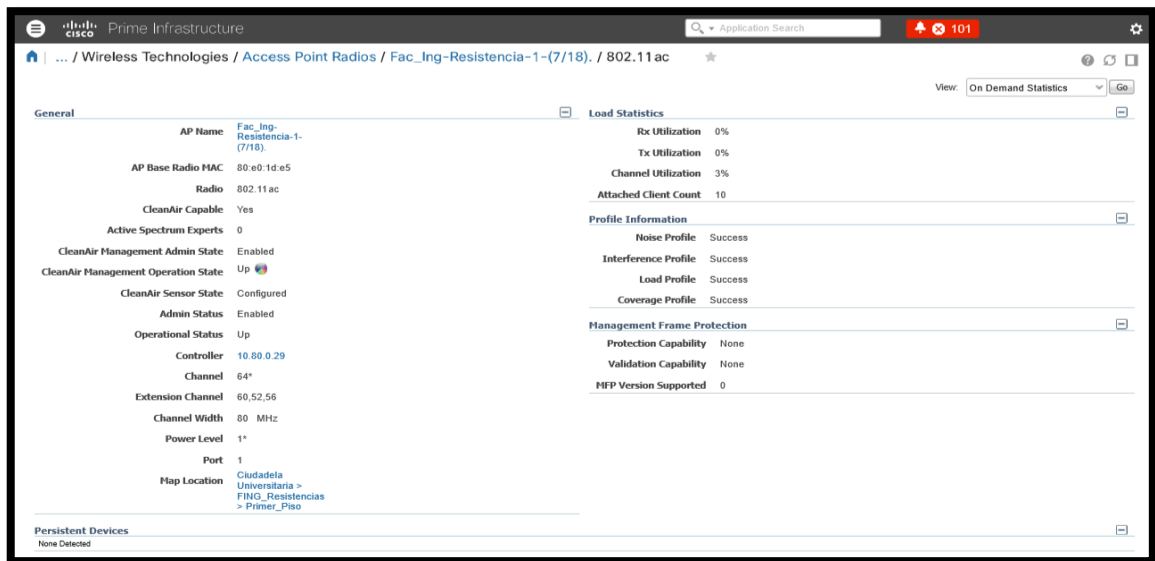 cisco Prime Infrastructure
Application Search
101
... / Wireless Technologies / Access Point Radios / Fac_Ing-Resistencia-1-(7/18). / 802.11ac
View: On Demand Statistics Go
General
AP Name Fac_Ing-
Resistencia-1-
(7/18).
AP Base Radio MAC 80:e0:1d:e5
Radio 802.11ac
CleanAir Capable Yes
Active Spectrum Experts 0
CleanAir Management Admin State Enabled
CleanAir Management Operation State Up
CleanAir Sensor State Configured
Admin Status Enabled
Operational Status Up
Controller 10.80.0.29
Channel 64*
Extension Channel 60,52,56
Channel Width 80 MHz
Power Level 1*
Port 1
Map Location Ciudadela
Universitaria >
FING_Resistencias
> Primer_Piso
Load Statistics
Rx Utilization 0%
Tx Utilization 0%
Channel Utilization 3%
Attached Client Count 10
Profile Information
Noise Profile Success
Interference Profile Success
Load Profile Success
Coverage Profile Success
Management Frame Protection
Protection Capability None
Validation Capability None
MFP Version Supported 0
Persistent Devices
None Detected